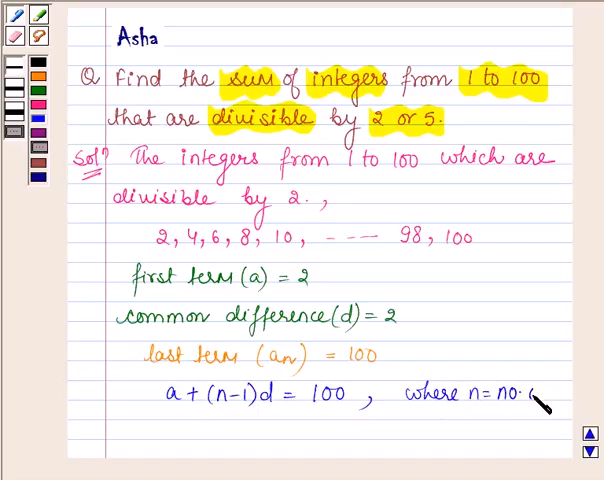 Asha
Q Find the sum of integers from 1 to 100
that are divisible by 2 or 5.
Solⁿ The integers from 1 to 100 which are
divisible by 2.,
2, 4, 6, 8, 10, ---- 98, 100
first term (a) = 2
common difference (d) = 2
last term (an) = 100
a + (n-1)d = 100 , where n = no.